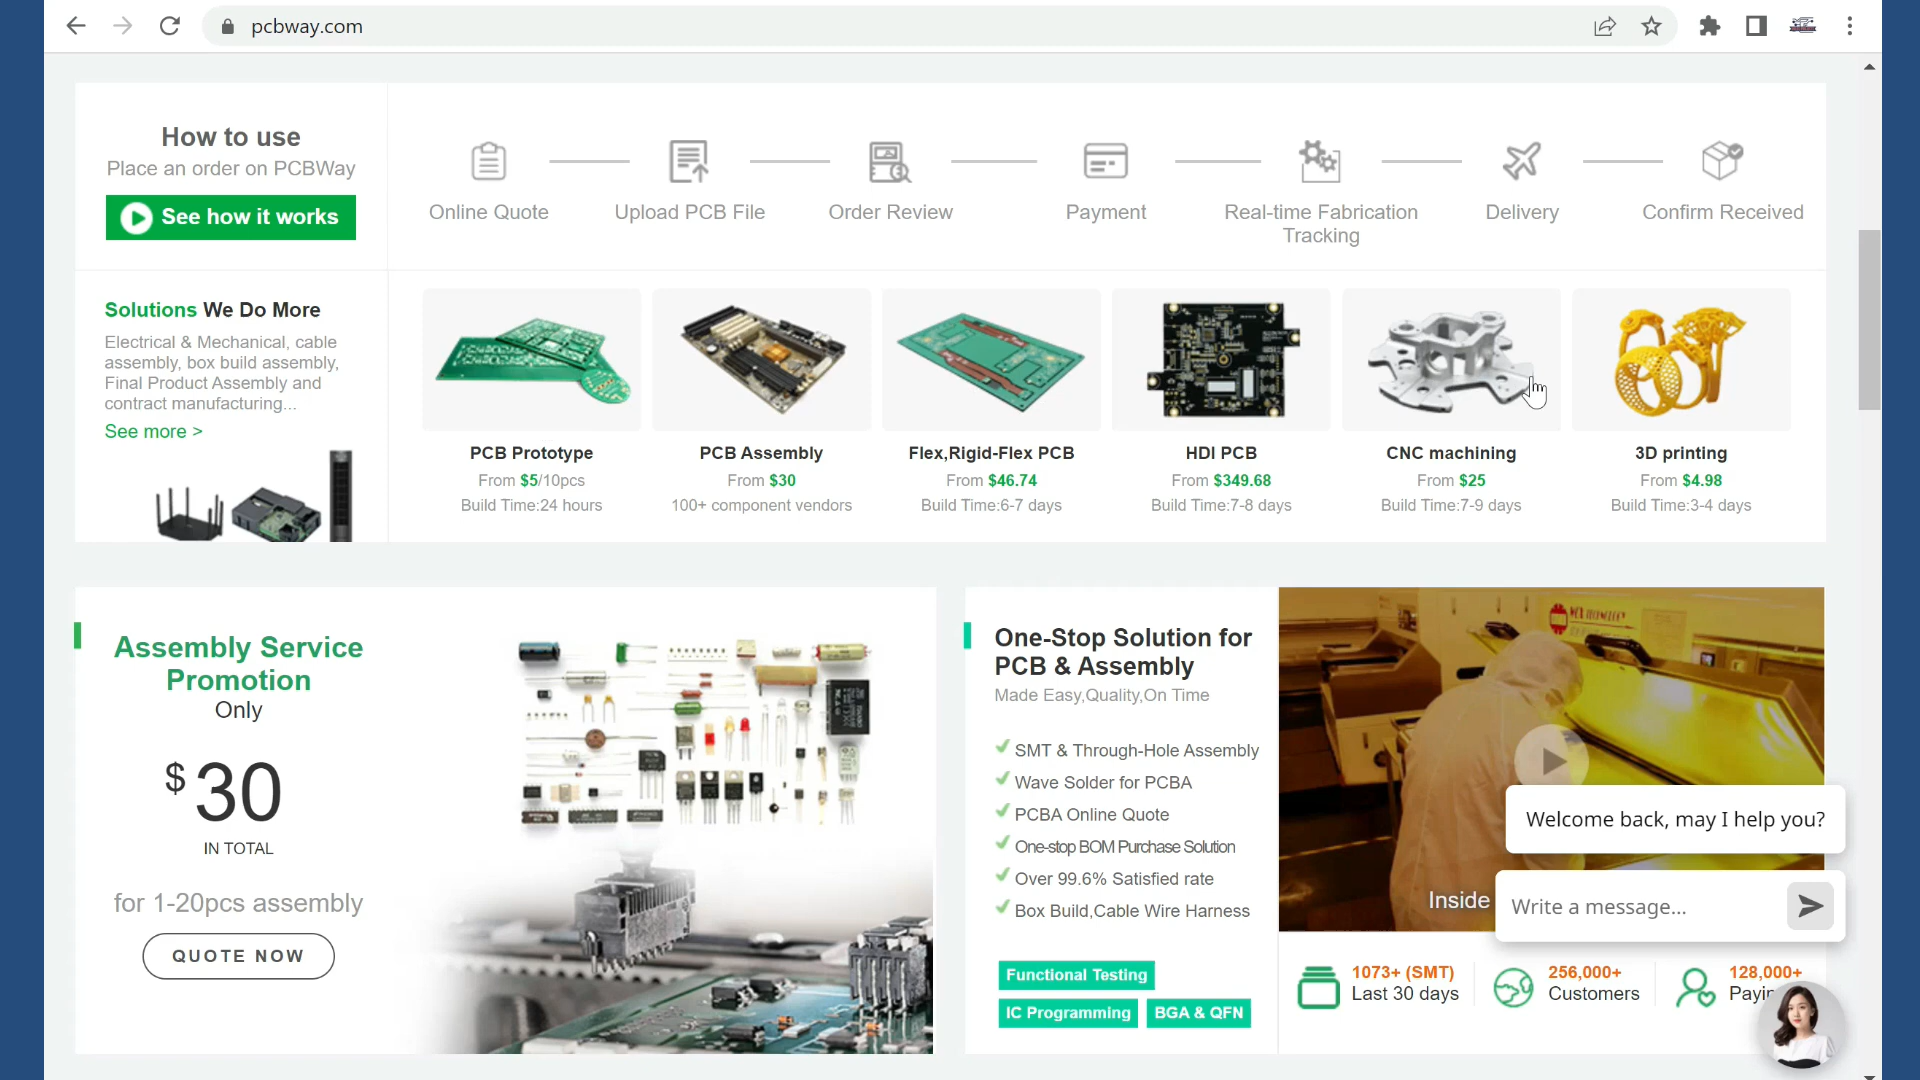 pcbway.com
How to use
Place an order on PCBWay
See how it works
Online Quote
Upload PCB File
Order Review
Payment
Real-time Fabrication
Tracking
Delivery
Confirm Received
Solutions We Do More
Electrical & Mechanical, cable
assembly, box build assembly,
Final Product Assembly and
contract manufacturing...
See more >
PCB Prototype
From $5/10pcs
Build Time:24 hours
PCB Assembly
From $30
100+ component vendors
Flex,Rigid-Flex PCB
From $46.74
Build Time:6-7 days
HDI PCB
From $349.68
Build Time:7-8 days
CNC machining
From $25
Build Time:7-9 days
3D printing
From $4.98
Build Time:3-4 days
Assembly Service
Promotion
Only
$30
IN TOTAL
for 1-20pcs assembly
QUOTE NOW
One-Stop Solution for
PCB & Assembly
Made Easy,Quality,On Time
SMT & Through-Hole Assembly
Wave Solder for PCBA
PCBA Online Quote
One-stop BOM Purchase Solution
Over 99.6% Satisfied rate
Box Build,Cable Wire Harness
Functional Testing
IC Programming
BGA & QFN
Inside
Welcome back, may I help you?
Write a message...
1073+ (SMT)
Last 30 days
256,000+
Customers
128,000+